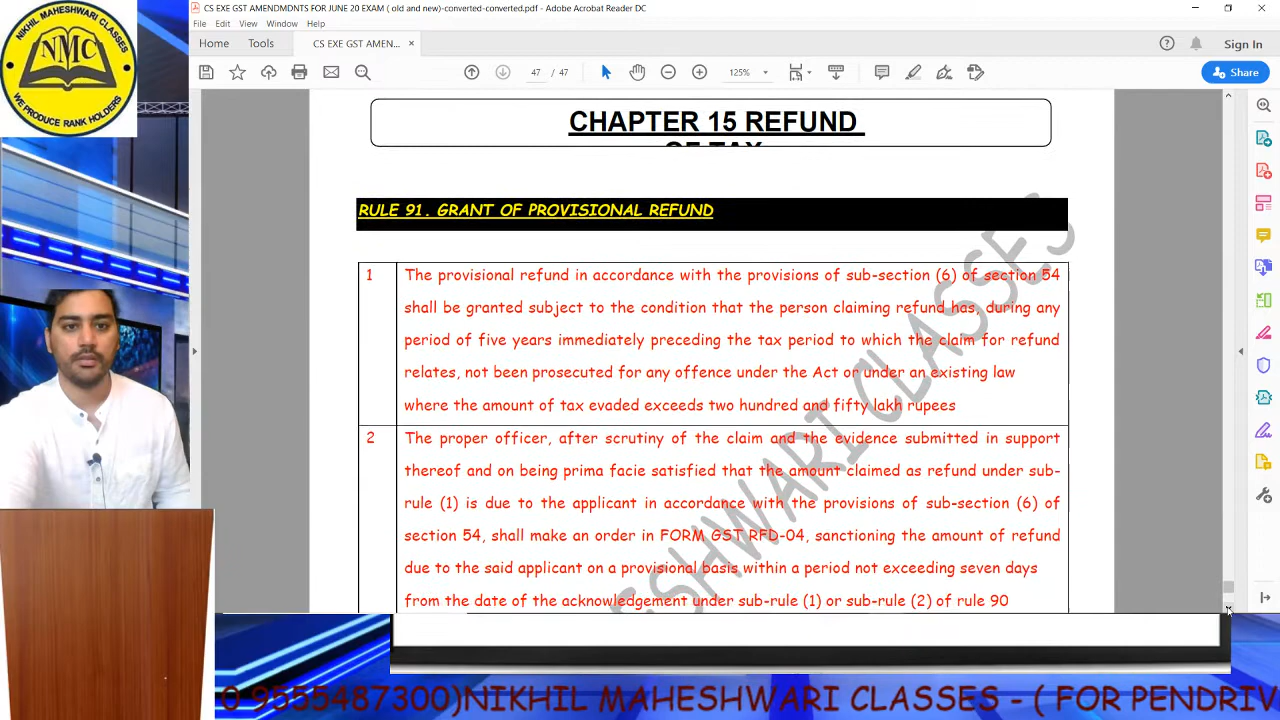 NIKHIL MAHESHWARI CLASSES
NMC
WE PRODUCE RANK HOLDERS
CS EXE GST AMENDMDNTS FOR JUNE 20 EXAM ( old and new)-converted-converted.pdf - Adobe Acrobat Reader DC
File Edit View Window Help
Home Tools CS EXE GST AMEN... × Sign In
47 / 47 125% Share
CHAPTER 15 REFUND
OF TAX
RULE 91. GRANT OF PROVISIONAL REFUND
1 The provisional refund in accordance with the provisions of sub-section (6) of section 54
shall be granted subject to the condition that the person claiming refund has, during any
period of five years immediately preceding the tax period to which the claim for refund
relates, not been prosecuted for any offence under the Act or under an existing law
where the amount of tax evaded exceeds two hundred and fifty lakh rupees
2 The proper officer, after scrutiny of the claim and the evidence submitted in support
thereof and on being prima facie satisfied that the amount claimed as refund under sub-
rule (1) is due to the applicant in accordance with the provisions of sub-section (6) of
section 54, shall make an order in FORM GST RFD-04, sanctioning the amount of refund
due to the said applicant on a provisional basis within a period not exceeding seven days
from the date of the acknowledgement under sub-rule (1) or sub-rule (2) of rule 90
ESHWARI CLASSES
0 9555487300)NIKHIL MAHESHWARI CLASSES - ( FOR PENDRIV